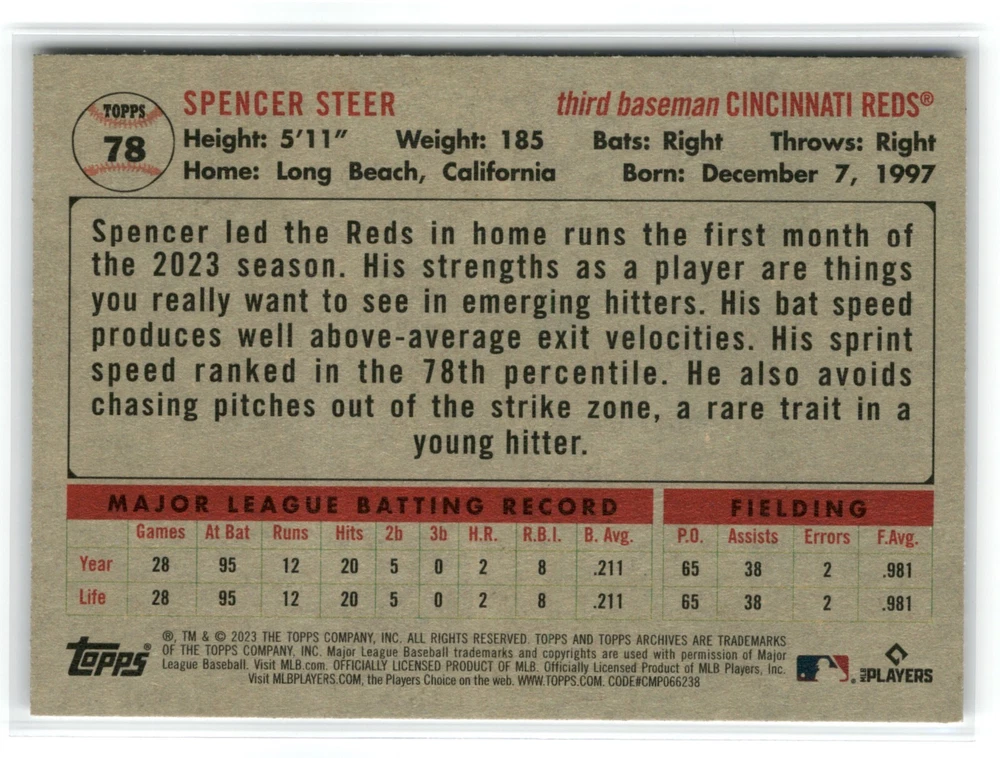 TOPPS
78
SPENCER STEER third baseman CINCINNATI REDS®
Height: 5'11" Weight: 185 Bats: Right Throws: Right
Home: Long Beach, California Born: December 7, 1997
Spencer led the Reds in home runs the first month of
the 2023 season. His strengths as a player are things
you really want to see in emerging hitters. His bat speed
produces well above-average exit velocities. His sprint
speed ranked in the 78th percentile. He also avoids
chasing pitches out of the strike zone, a rare trait in a
young hitter.
MAJOR LEAGUE BATTING RECORD FIELDING
Games At Bat Runs Hits 2b 3b H.R. R.B.I. B. Avg. P.O. Assists Errors F.Avg.
Year 28 95 12 20 5 0 2 8 .211 65 38 2 .981
Life 28 95 12 20 5 0 2 8 .211 65 38 2 .981
topps®
®, TM & © 2023 THE TOPPS COMPANY, INC. ALL RIGHTS RESERVED. TOPPS AND TOPPS ARCHIVES ARE TRADEMARKS
OF THE TOPPS COMPANY, INC. Major League Baseball trademarks and copyrights are used with permission of Major
League Baseball. Visit MLB.com. OFFICIALLY LICENSED PRODUCT OF MLB. Officially Licensed Product of MLB Players, Inc.
Visit MLBPLAYERS.COM, the Players Choice on the web. WWW.TOPPS.COM. CODE#CMP066238
MLB PLAYERS